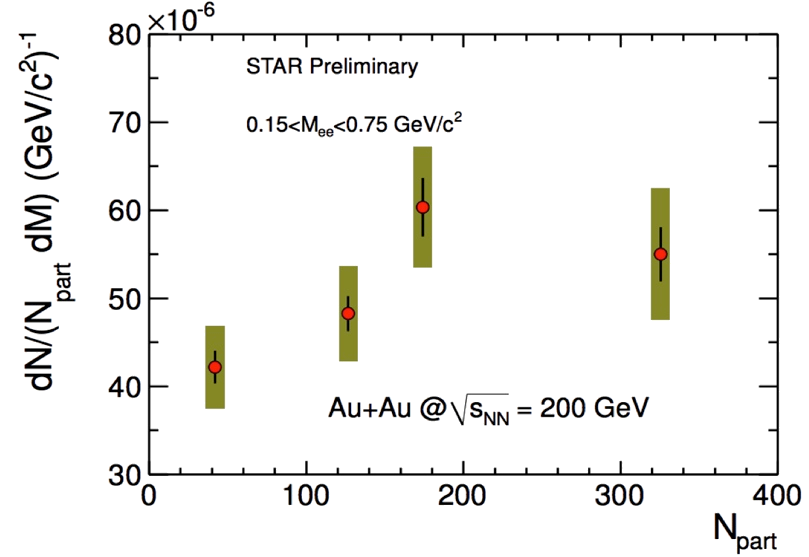 ×10⁻⁶
80
STAR Preliminary
0.15<Mₑₑ<0.75 GeV/c²
70
60
50
40
30
dN/(N_part dM) (GeV/c²)⁻¹
Au+Au @√s_NN = 200 GeV
0 100 200 300 400
N_part